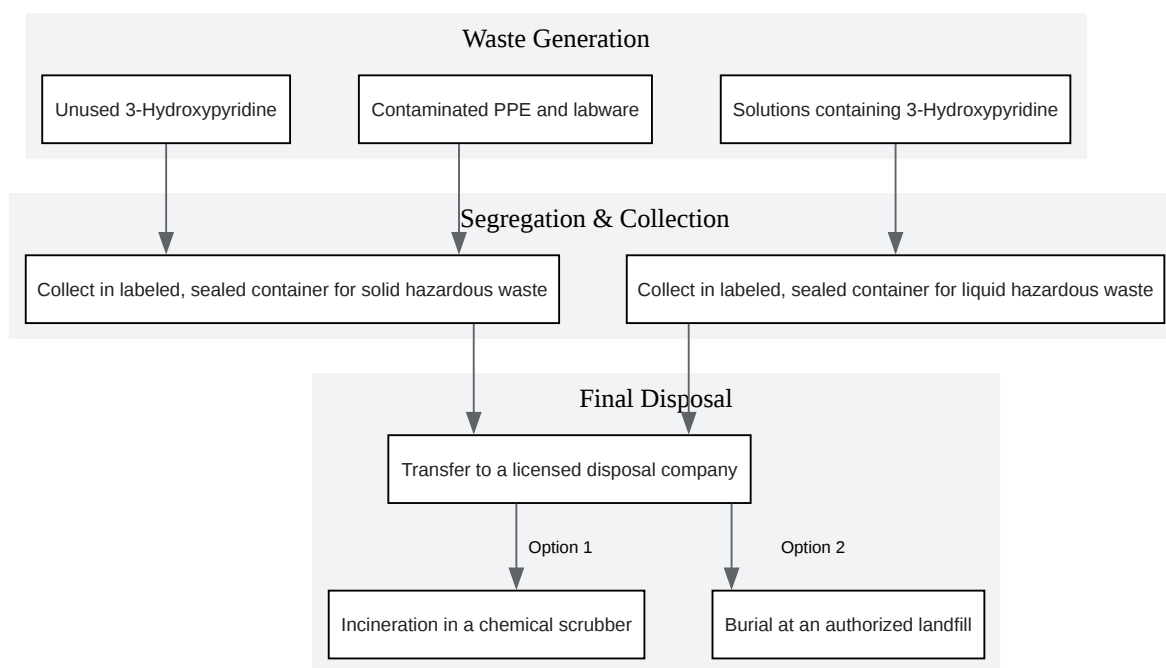 Waste Generation
Unused 3-Hydroxypyridine
Contaminated PPE and labware
Solutions containing 3-Hydroxypyridine
Segregation & Collection
Collect in labeled, sealed container for solid hazardous waste
Collect in labeled, sealed container for liquid hazardous waste
Final Disposal
Transfer to a licensed disposal company
Option 1
Option 2
Incineration in a chemical scrubber
Burial at an authorized landfill